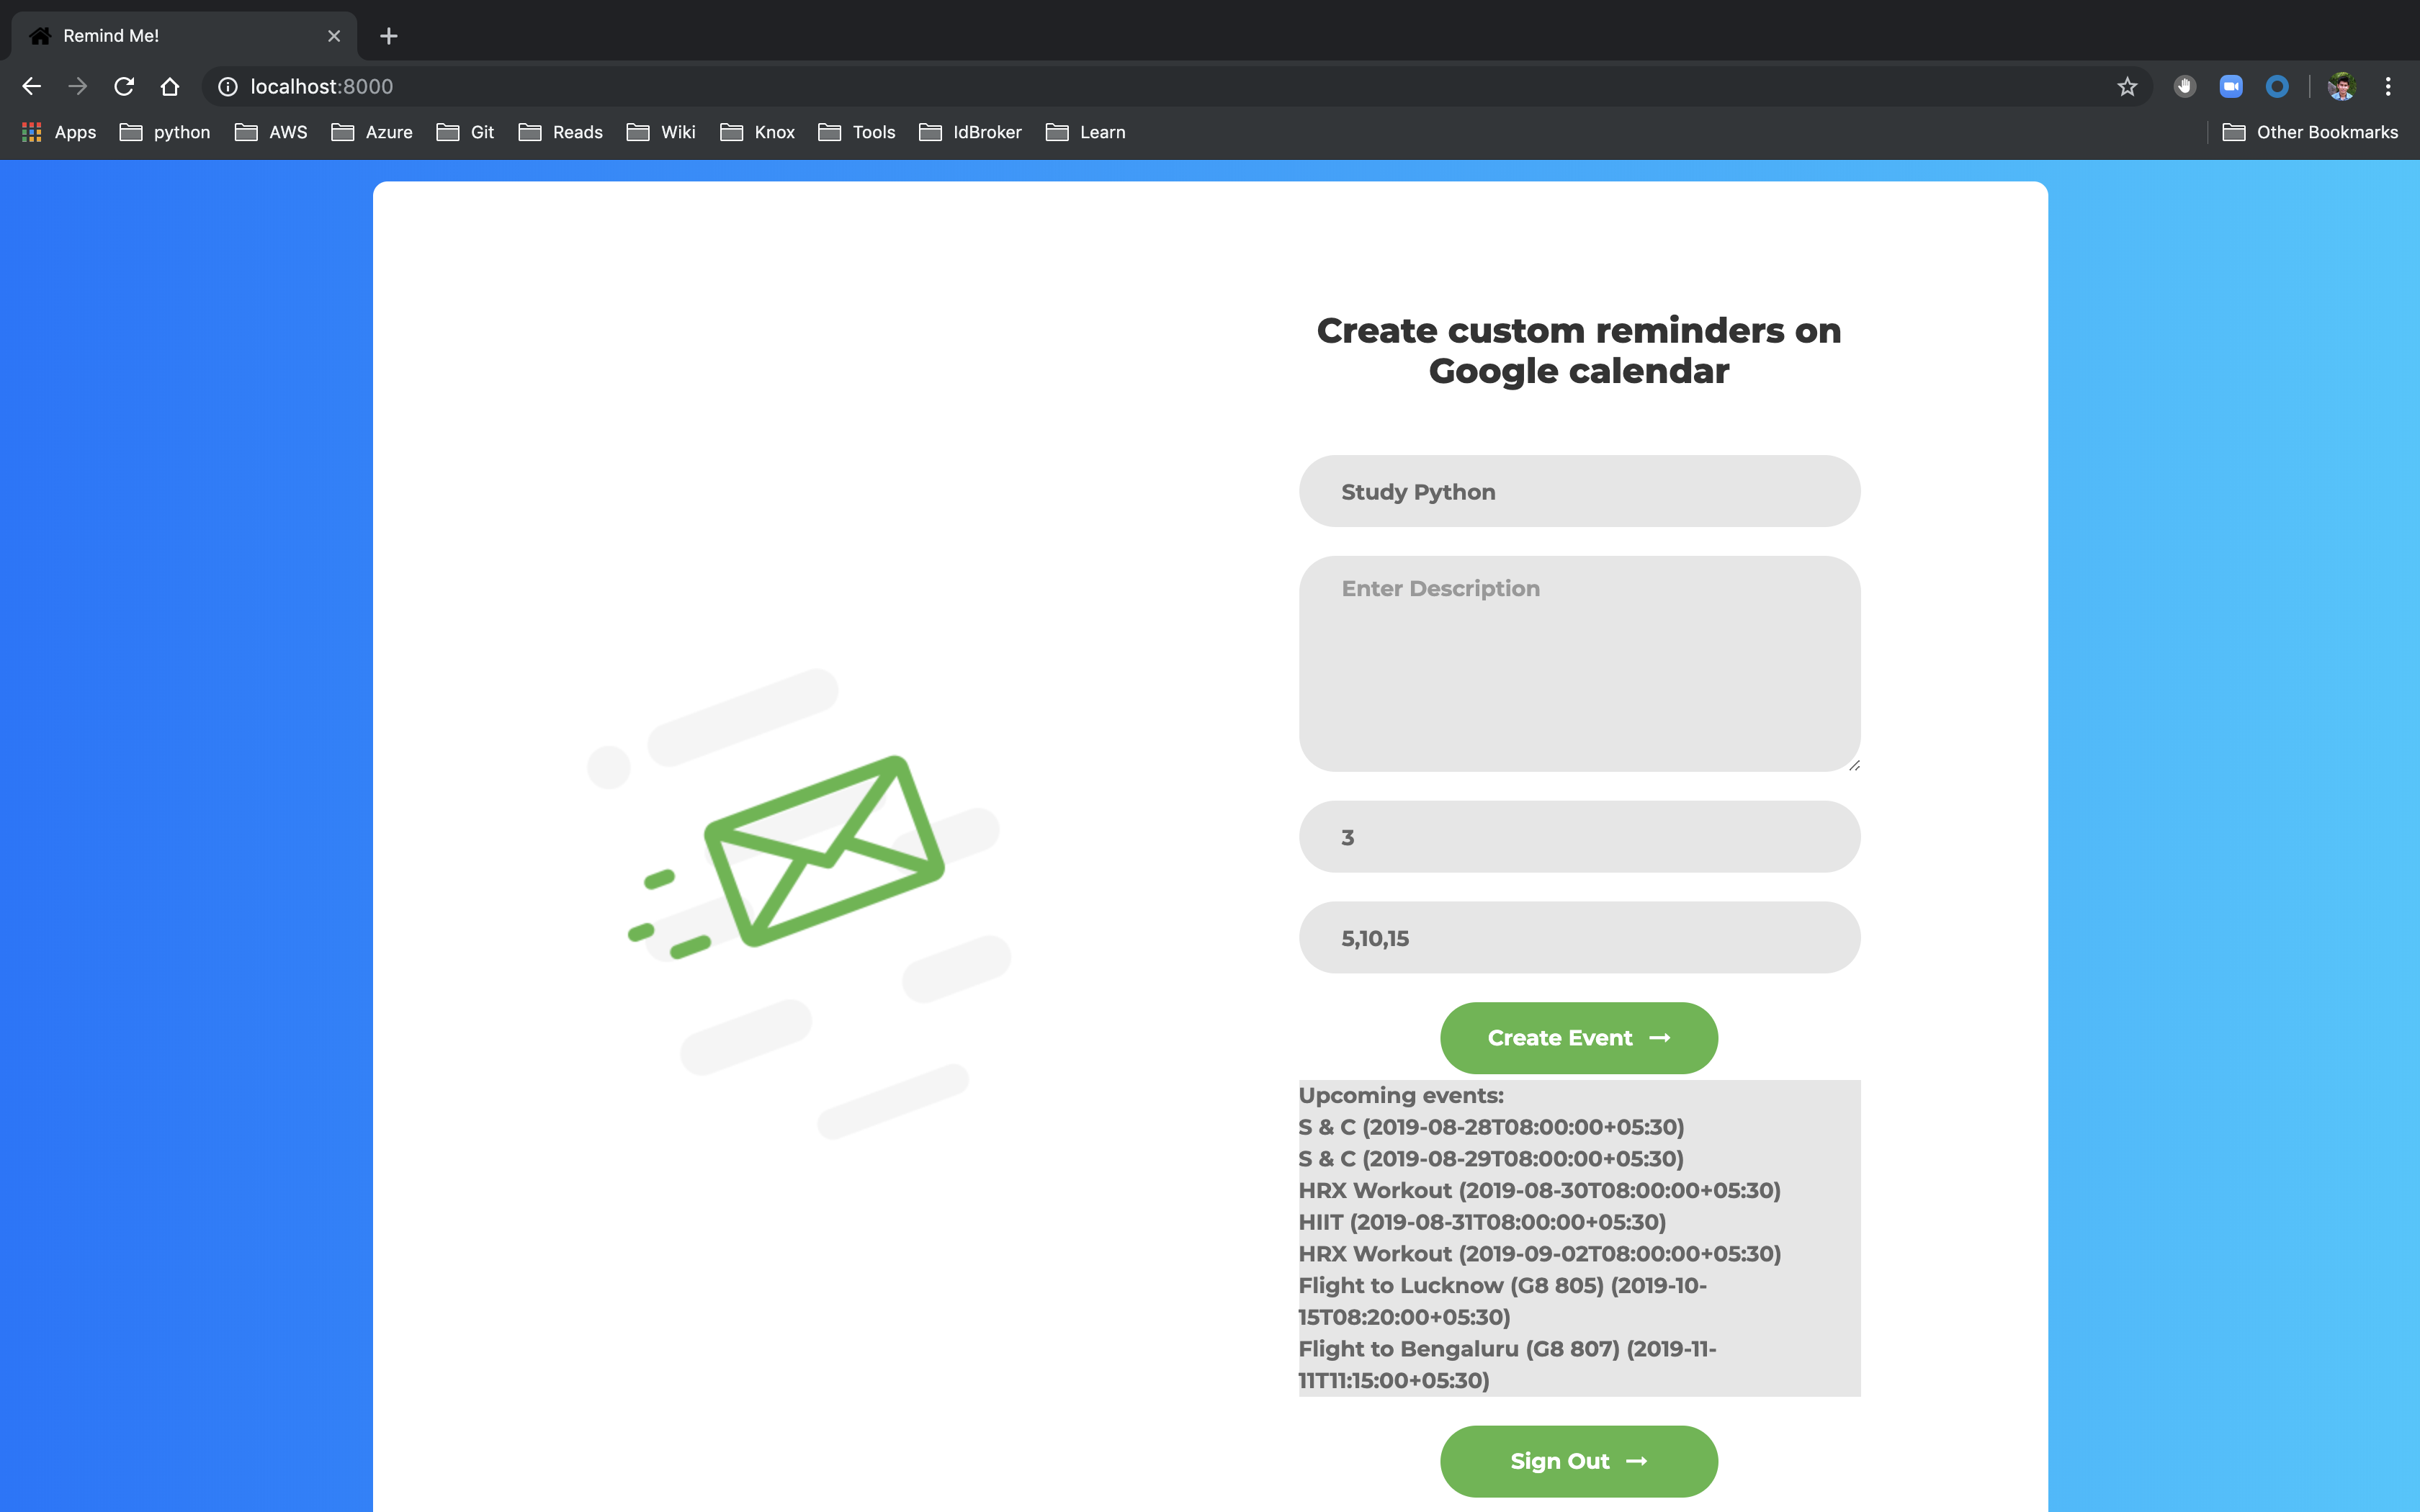 Remind Me!
localhost:8000
Apps python AWS Azure Git Reads Wiki Knox Tools IdBroker Learn Other Bookmarks
Create custom reminders on
Google calendar
Study Python
Enter Description
3
5,10,15
Create Event
Upcoming events:
S & C (2019-08-28T08:00:00+05:30)
S & C (2019-08-29T08:00:00+05:30)
HRX Workout (2019-08-30T08:00:00+05:30)
HIIT (2019-08-31T08:00:00+05:30)
HRX Workout (2019-09-02T08:00:00+05:30)
Flight to Lucknow (G8 805) (2019-10-
15T08:20:00+05:30)
Flight to Bengaluru (G8 807) (2019-11-
11T11:15:00+05:30)
Sign Out